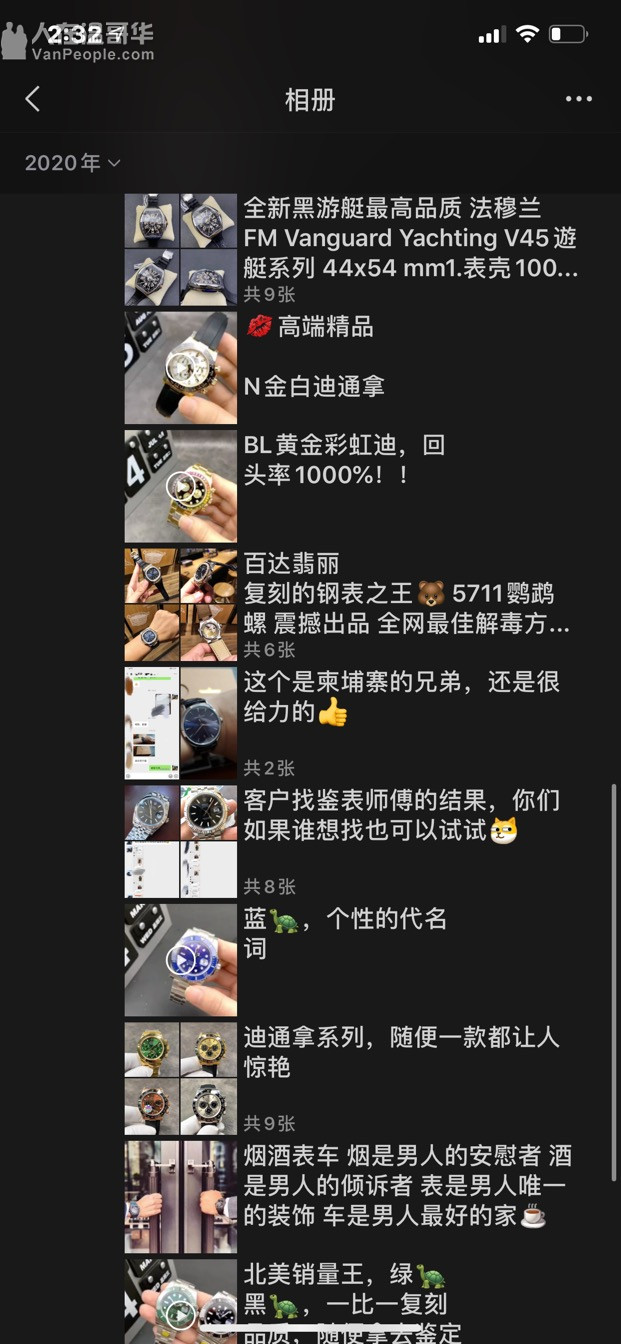 人在温哥华
VanPeople.com
2:32
相册
2020年
全新黑游艇最高品质 法穆兰
FM Vanguard Yachting V45遊
艇系列 44x54 mm1.表壳100...
共9张
💋高端精品
N金白迪通拿
BL黄金彩虹迪，回
头率1000%！！
百达翡丽
复刻的钢表之王🐻 5711鹦鹉
螺 震撼出品 全网最佳解毒方...
共6张
这个是柬埔寨的兄弟，还是很
给力的👍
共2张
客户找鉴表师傅的结果，你们
如果谁想找也可以试试
共8张
蓝🐢，个性的代名
词
迪通拿系列，随便一款都让人
惊艳
共9张
烟酒表车 烟是男人的安慰者 酒
是男人的倾诉者 表是男人唯一
的装饰 车是男人最好的家☕
北美销量王，绿🐢
黑🐢，一比一复刻
品质，随便拿去鉴定